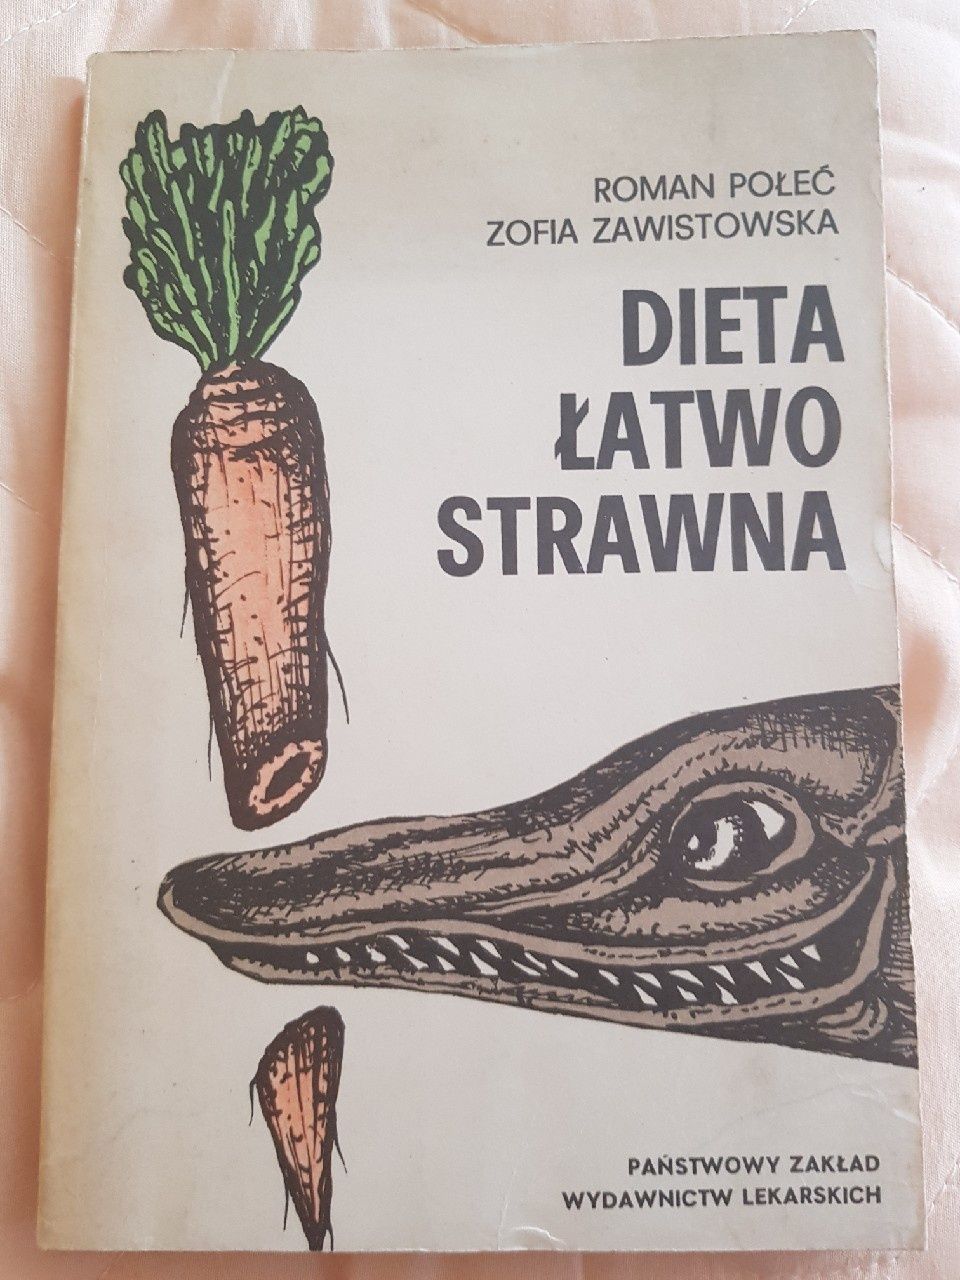 ROMAN POŁEĆ
ZOFIA ZAWISTOWSKA
DIETA
ŁATWO
STRAWNA
PAŃSTWOWY ZAKŁAD
WYDAWNICTW LEKARSKICH